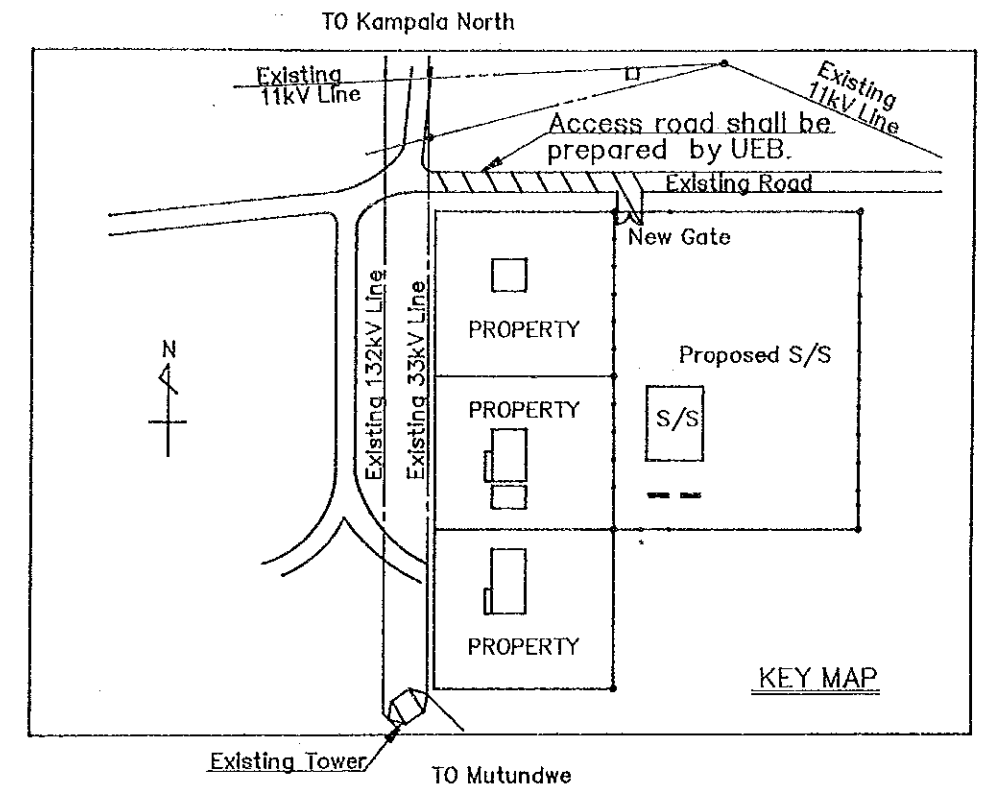 TO Kampala North
Existing
11kV Line
Existing
11kV Line
Access road shall be
prepared by UEB.
Existing Road
New Gate
N
Existing 132kV Line
Existing 33kV Line
PROPERTY
Proposed S/S
PROPERTY
S/S
PROPERTY
KEY MAP
Existing Tower
TO Mutundwe